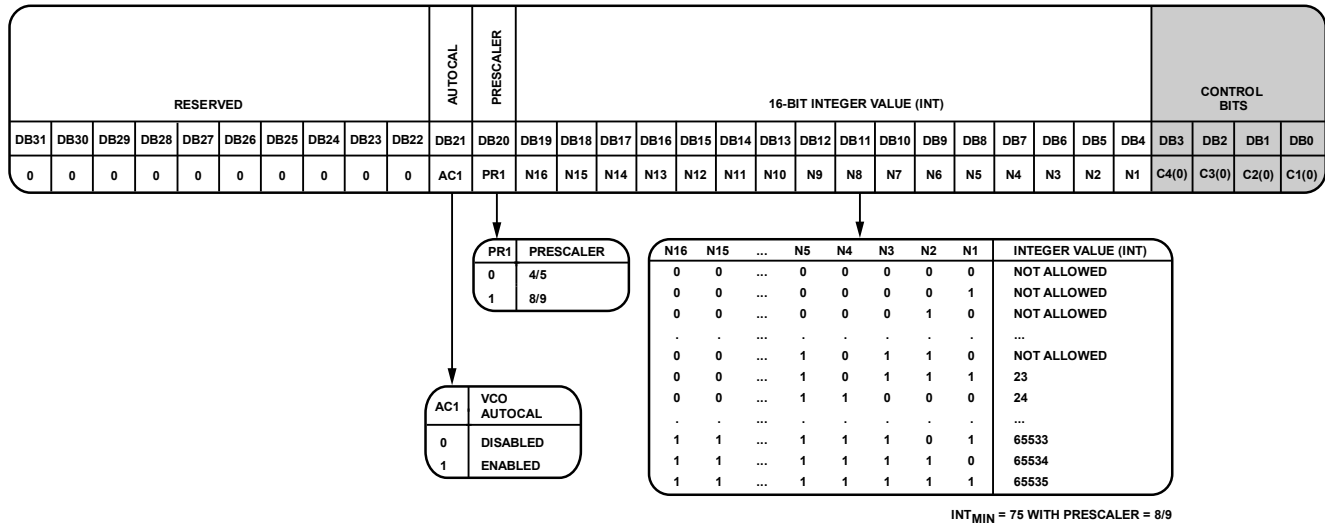 RESERVED AUTOCAL PRESCALER 16-BIT INTEGER VALUE (INT) CONTROL
BITS
DB31 DB30 DB29 DB28 DB27 DB26 DB25 DB24 DB23 DB22 DB21 DB20 DB19 DB18 DB17 DB16 DB15 DB14 DB13 DB12 DB11 DB10 DB9 DB8 DB7 DB6 DB5 DB4 DB3 DB2 DB1 DB0
0 0 0 0 0 0 0 0 0 0 AC1 PR1 N16 N15 N14 N13 N12 N11 N10 N9 N8 N7 N6 N5 N4 N3 N2 N1 C4(0) C3(0) C2(0) C1(0)
PR1 PRESCALER
0 4/5
1 8/9
AC1 VCO
AUTOCAL
0 DISABLED
1 ENABLED
N16 N15 ... N5 N4 N3 N2 N1 INTEGER VALUE (INT)
0 0 ... 0 0 0 0 0 NOT ALLOWED
0 0 ... 0 0 0 0 1 NOT ALLOWED
0 0 ... 0 0 0 1 0 NOT ALLOWED
. . ... . . . . . ...
0 0 ... 1 0 1 1 0 NOT ALLOWED
0 0 ... 1 0 1 1 1 23
0 0 ... 1 1 0 0 0 24
. . ... . . . . . ...
1 1 ... 1 1 1 0 1 65533
1 1 ... 1 1 1 1 0 65534
1 1 ... 1 1 1 1 1 65535
INTMIN = 75 WITH PRESCALER = 8/9